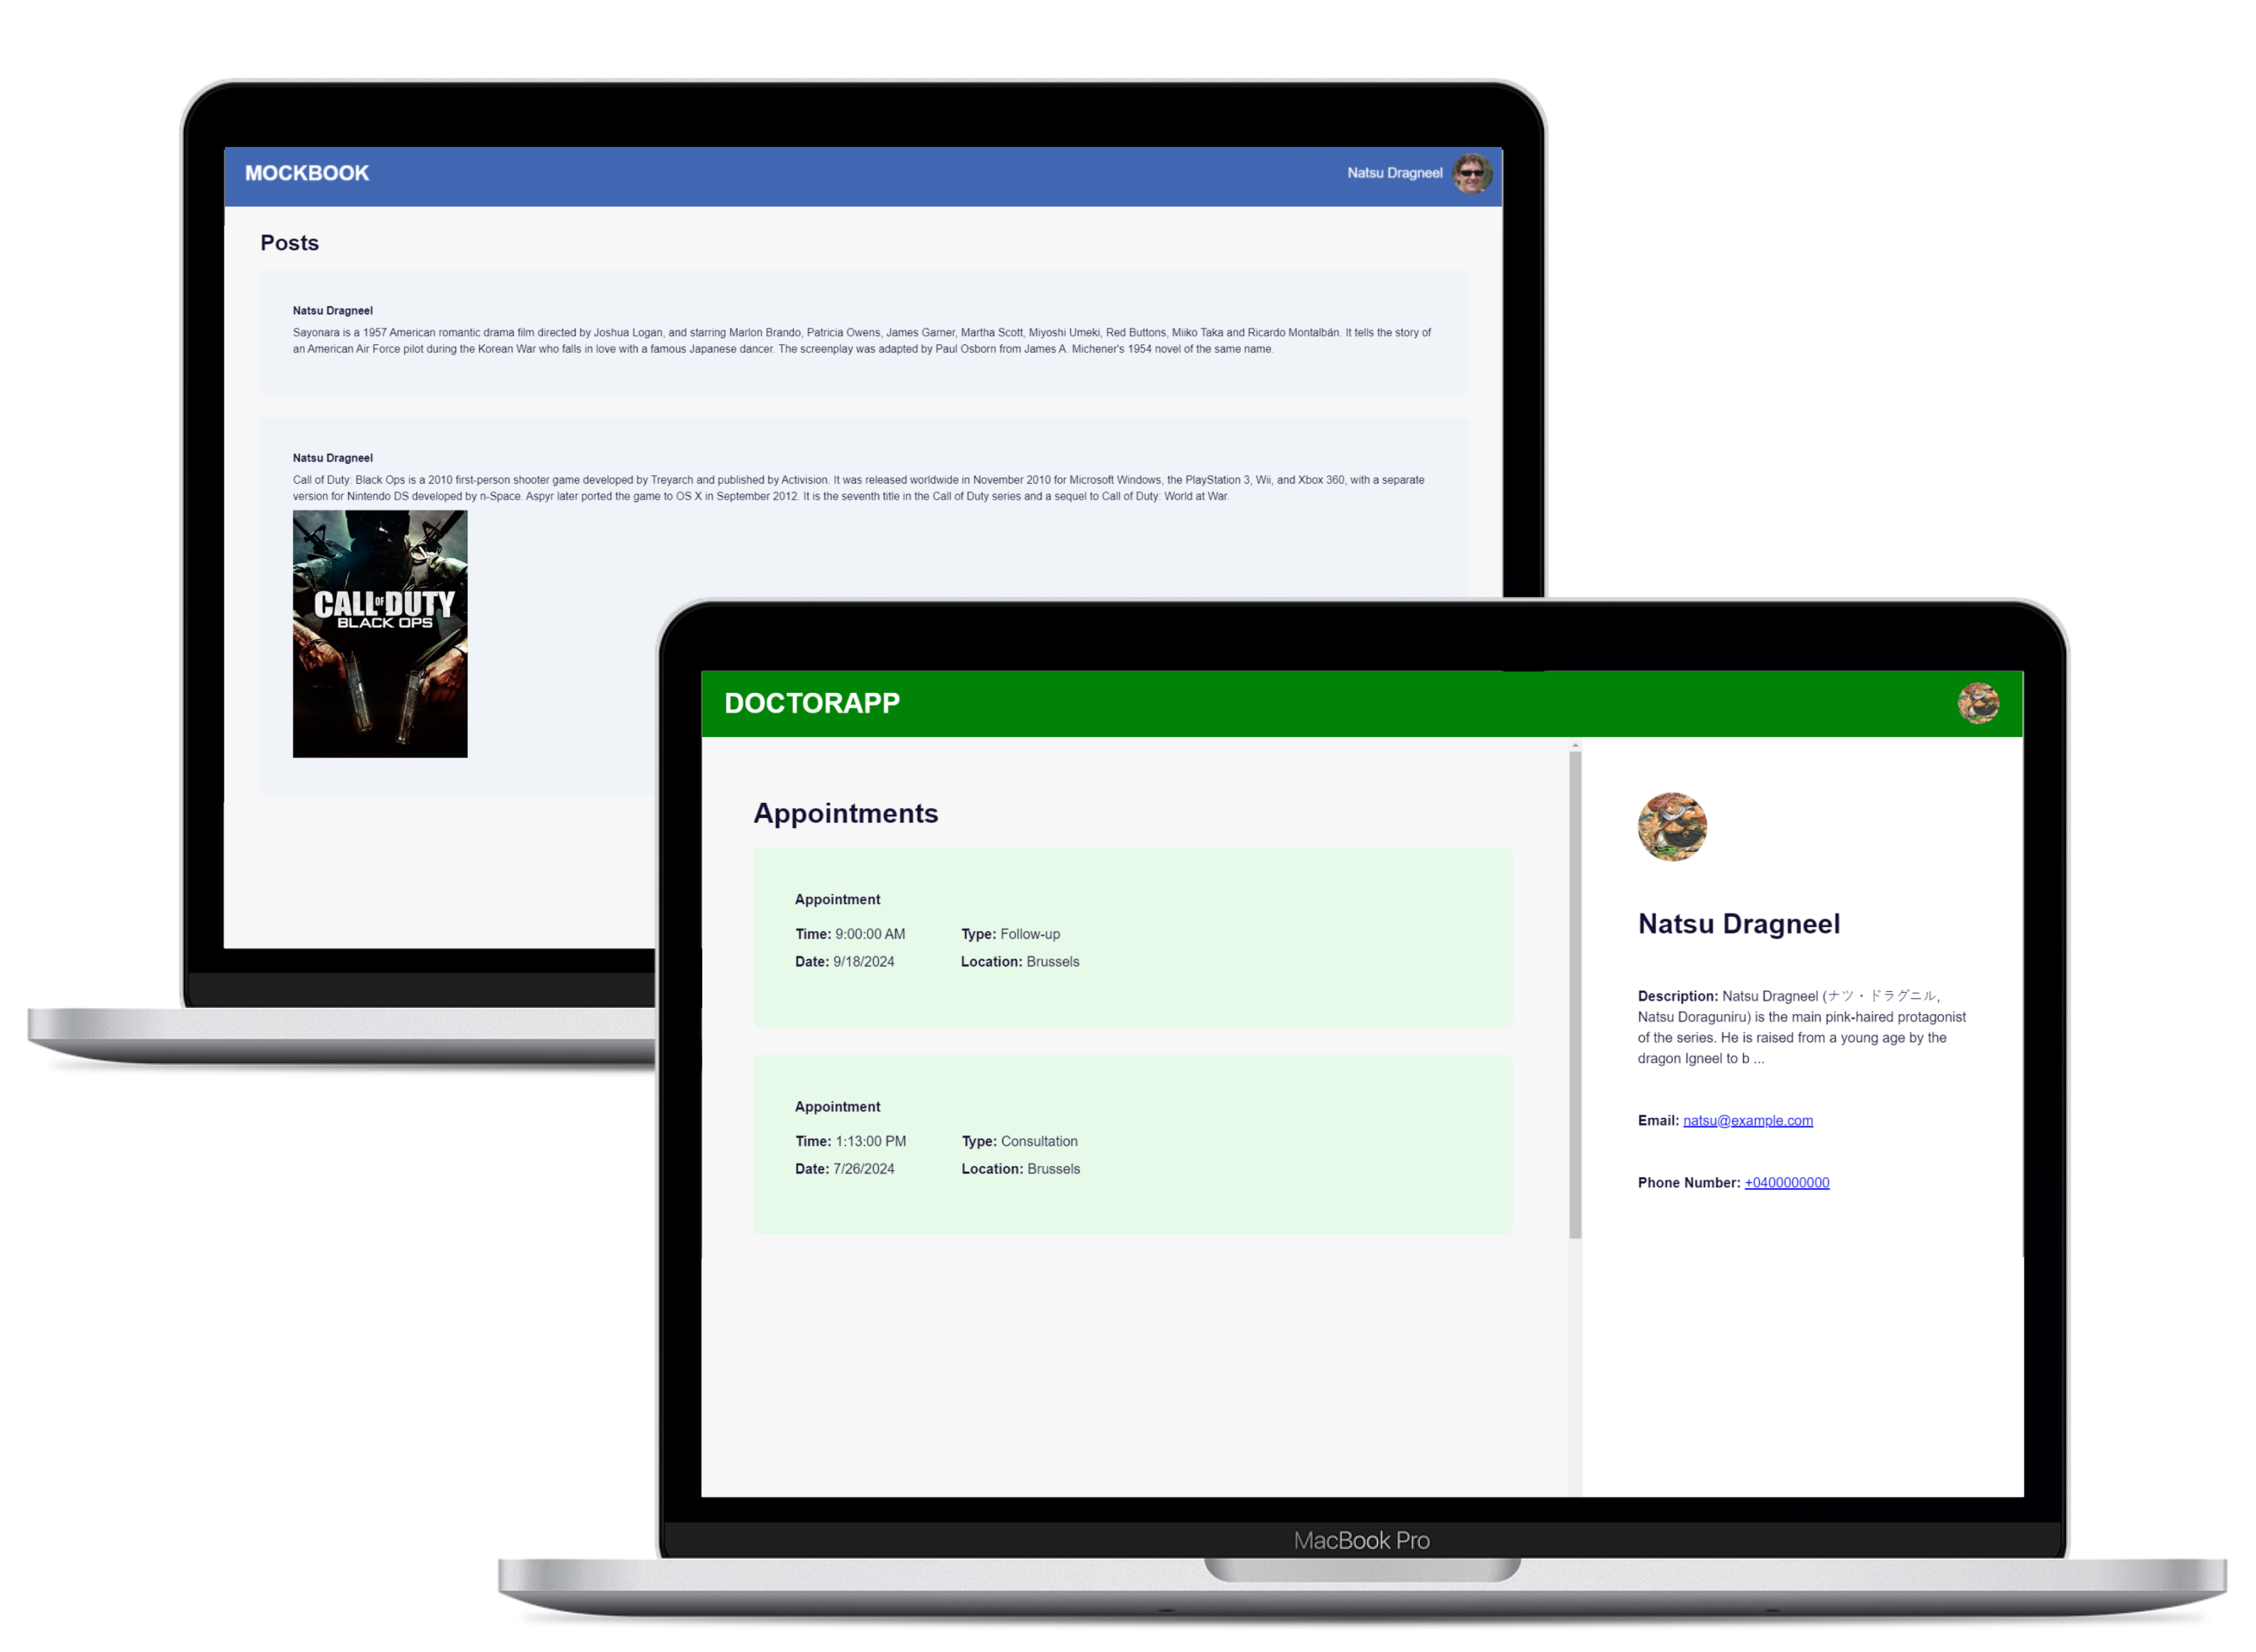 MOCKBOOK
Natsu Dragneel
Posts
Natsu Dragneel
Sayonara is a 1957 American romantic drama film directed by Joshua Logan, and starring Marlon Brando, Patricia Owens, James Garner, Martha Scott, Miyoshi Umeki, Red Buttons, Miiko Taka and Ricardo Montalbán. It tells the story of
an American Air Force pilot during the Korean War who falls in love with a famous Japanese dancer. The screenplay was adapted by Paul Osborn from James A. Michener's 1954 novel of the same name.
Natsu Dragneel
Call of Duty: Black Ops is a 2010 first-person shooter game developed by Treyarch and published by Activision. It was released worldwide in November 2010 for Microsoft Windows, the PlayStation 3, Wii, and Xbox 360, with a separate
version for Nintendo DS developed by n-Space. Aspyr later ported the game to OS X in September 2012. It is the seventh title in the Call of Duty series and a sequel to Call of Duty: World at War.
CALL OF DUTY
BLACK OPS
DOCTORAPP
Appointments
Appointment
Time: 9:00:00 AM Type: Follow-up
Date: 9/18/2024 Location: Brussels
Appointment
Time: 1:13:00 PM Type: Consultation
Date: 7/26/2024 Location: Brussels
Natsu Dragneel
Description: Natsu Dragneel (ナツ・ドラグニル,
Natsu Doraguniru) is the main pink-haired protagonist
of the series. He is raised from a young age by the
dragon Igneel to b ...
Email: natsu@example.com
Phone Number: +0400000000
MacBook Pro